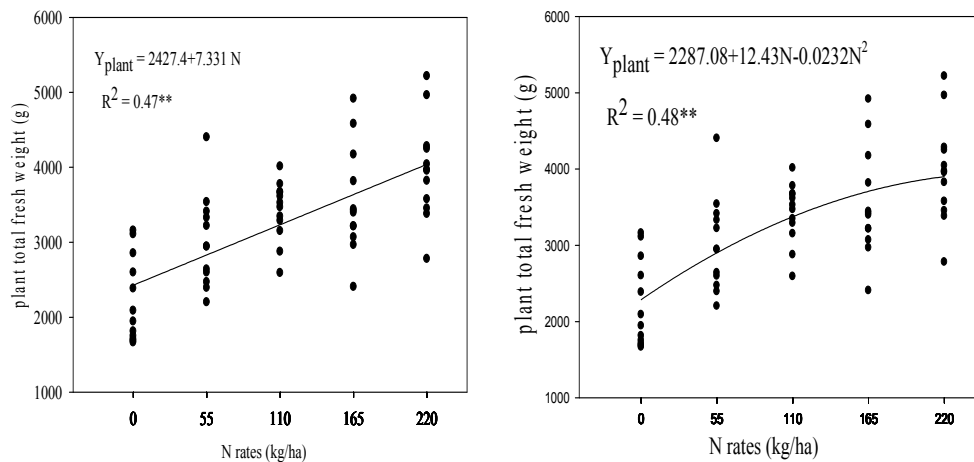 6000
5000
4000
3000
2000
1000
plant total fresh weight (g)
Yplant = 2427.4+7.331 N
R2 = 0.47**
0 55 110 165 220
N rates (kg/ha)
6000
5000
4000
3000
2000
1000
plant total fresh weight (g)
Yplant = 2287.08+12.43N-0.0232N2
R2 = 0.48**
0 55 110 165 220
N rates (kg/ha)